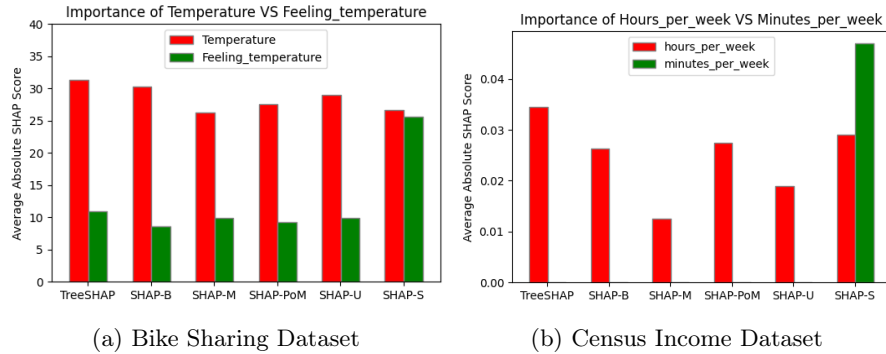 Importance of Temperature VS Feeling_temperature
Average Absolute SHAP Score
40
35
30
25
20
15
10
5
0
Temperature
Feeling_temperature
TreeSHAP SHAP-B SHAP-M SHAP-PoM SHAP-U SHAP-S
(a) Bike Sharing Dataset
Importance of Hours_per_week VS Minutes_per_week
Average Absolute SHAP Score
0.04
0.03
0.02
0.01
0.00
hours_per_week
minutes_per_week
TreeSHAP SHAP-B SHAP-M SHAP-PoM SHAP-U SHAP-S
(b) Census Income Dataset